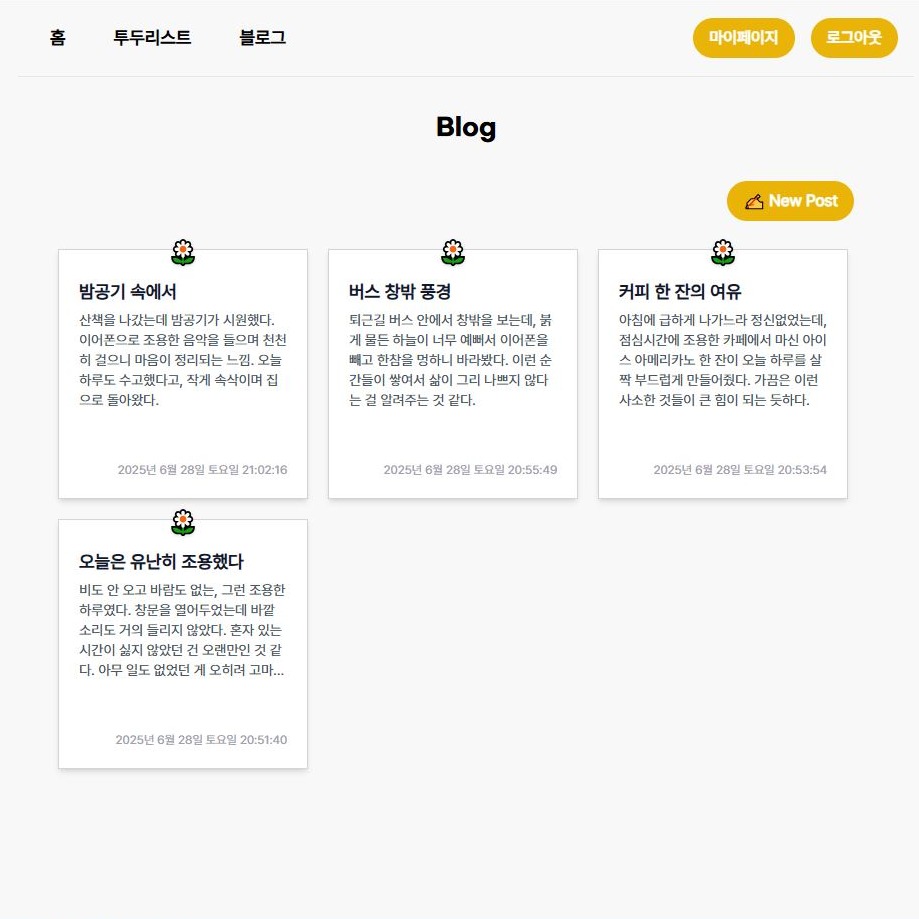 홈 투두리스트 블로그 마이페이지 로그아웃
Blog
New Post
밤공기 속에서
산책을 나갔는데 밤공기가 시원했다.
이어폰으로 조용한 음악을 들으며 천천
히 걸으니 마음이 정리되는 느낌. 오늘
하루도 수고했다고, 작게 속삭이며 집
으로 돌아왔다.
2025년 6월 28일 토요일 21:02:16
버스 창밖 풍경
퇴근길 버스 안에서 창밖을 보는데, 붉
게 물든 하늘이 너무 예뻐서 이어폰을
빼고 한참을 멍하니 바라봤다. 이런 순
간들이 쌓여서 삶이 그리 나쁘지 않다
는 걸 알려주는 것 같다.
2025년 6월 28일 토요일 20:55:49
커피 한 잔의 여유
아침에 급하게 나가느라 정신없었는데,
점심시간에 조용한 카페에서 마신 아이
스 아메리카노 한 잔이 오늘 하루를 살
짝 부드럽게 만들어줬다. 가끔은 이런
사소한 것들이 큰 힘이 되는 듯하다.
2025년 6월 28일 토요일 20:53:54
오늘은 유난히 조용했다
비도 안 오고 바람도 없는, 그런 조용한
하루였다. 창문을 열어두었는데 바깥
소리도 거의 들리지 않았다. 혼자 있는
시간이 싫지 않았던 건 오랜만인 것 같
다. 아무 일도 없었던 게 오히려 고마...
2025년 6월 28일 토요일 20:51:40